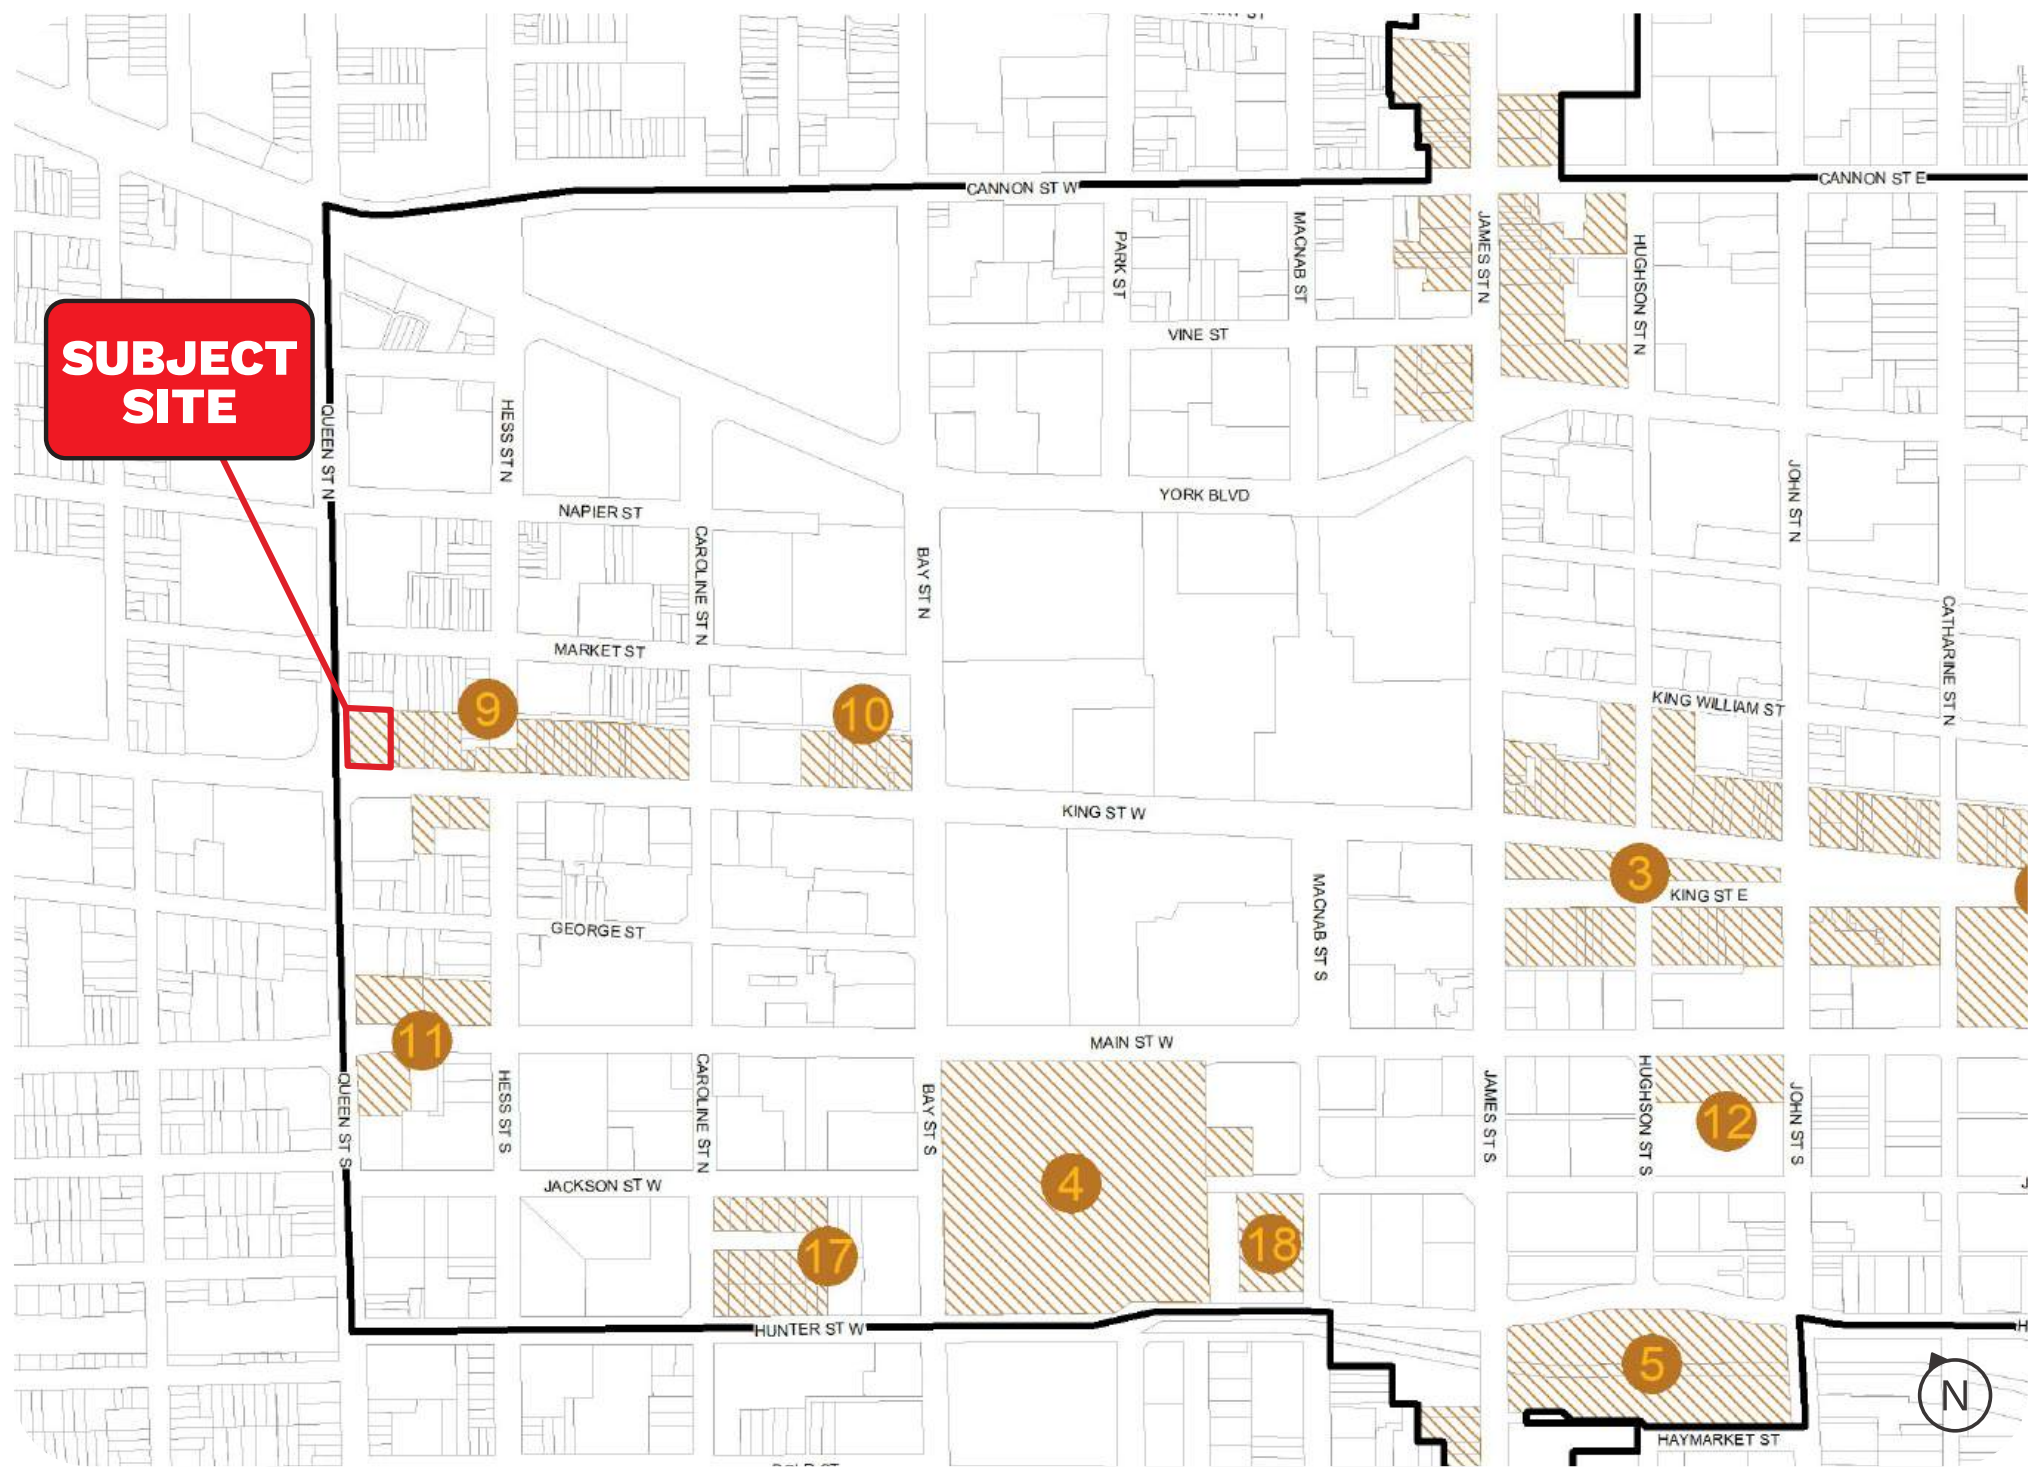 CANNON ST W
CANNON ST E
PARK ST
MACNAB ST
JAMES ST N
HUGHSON ST N
VINE ST
SUBJECT
SITE
QUEEN ST N
HESS ST N
NAPIER ST
YORK BLVD
JOHN ST N
CAROLINE ST N
BAY ST N
CATHARINE ST N
MARKET ST
KING WILLIAM ST
9
10
KING ST W
3
KING ST E
MACNAB ST S
GEORGE ST
11
MAIN ST W
QUEEN ST S
HESS ST S
CAROLINE ST N
BAY ST S
JAMES ST S
HUGHSON ST S
JOHN ST S
12
4
JACKSON ST W
17
18
HUNTER ST W
5
N
HAYMARKET ST